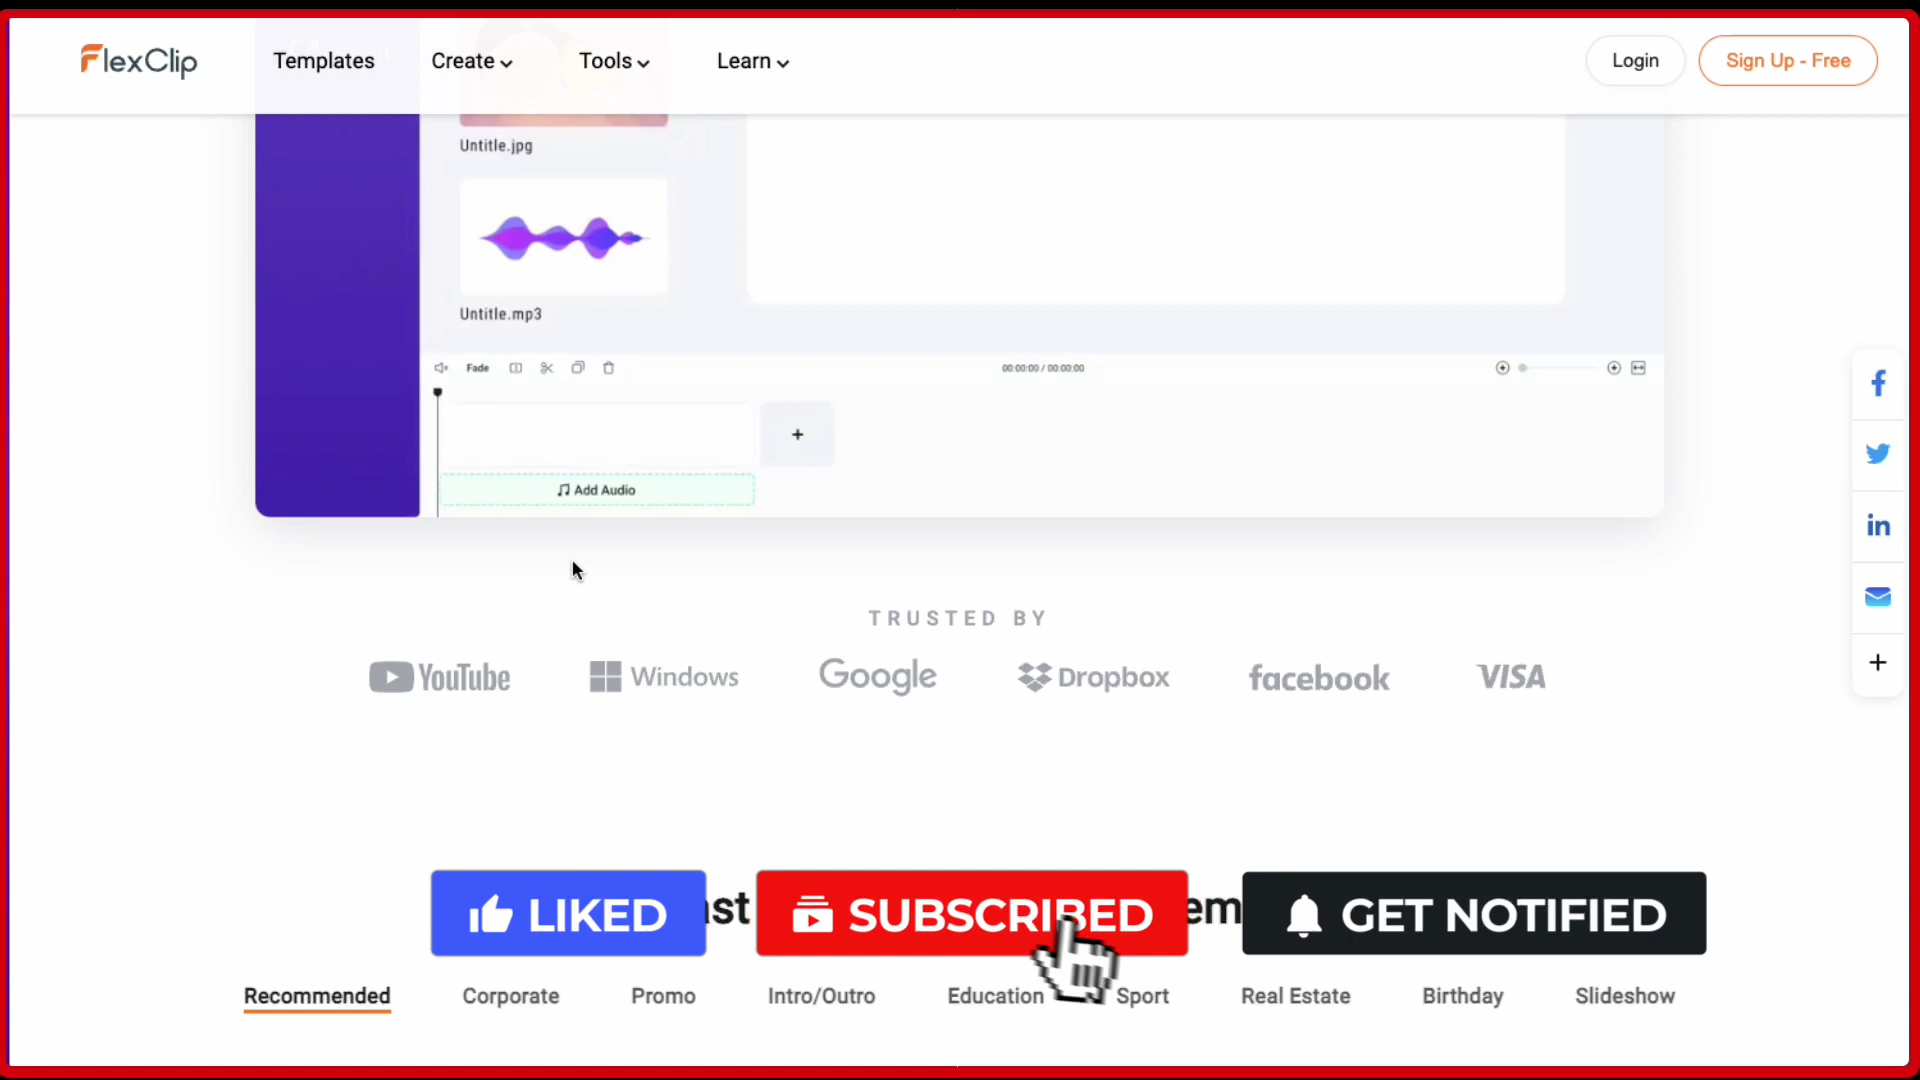 FlexClip Templates Create Tools Learn Login Sign Up - Free
Untitle.jpg
Untitle.mp3
Fade 00:00:00 / 00:00:00
+
Add Audio
TRUSTED BY
YouTube Windows Google Dropbox facebook VISA
LIKED SUBSCRIBED GET NOTIFIED
Recommended Corporate Promo Intro/Outro Education Sport Real Estate Birthday Slideshow